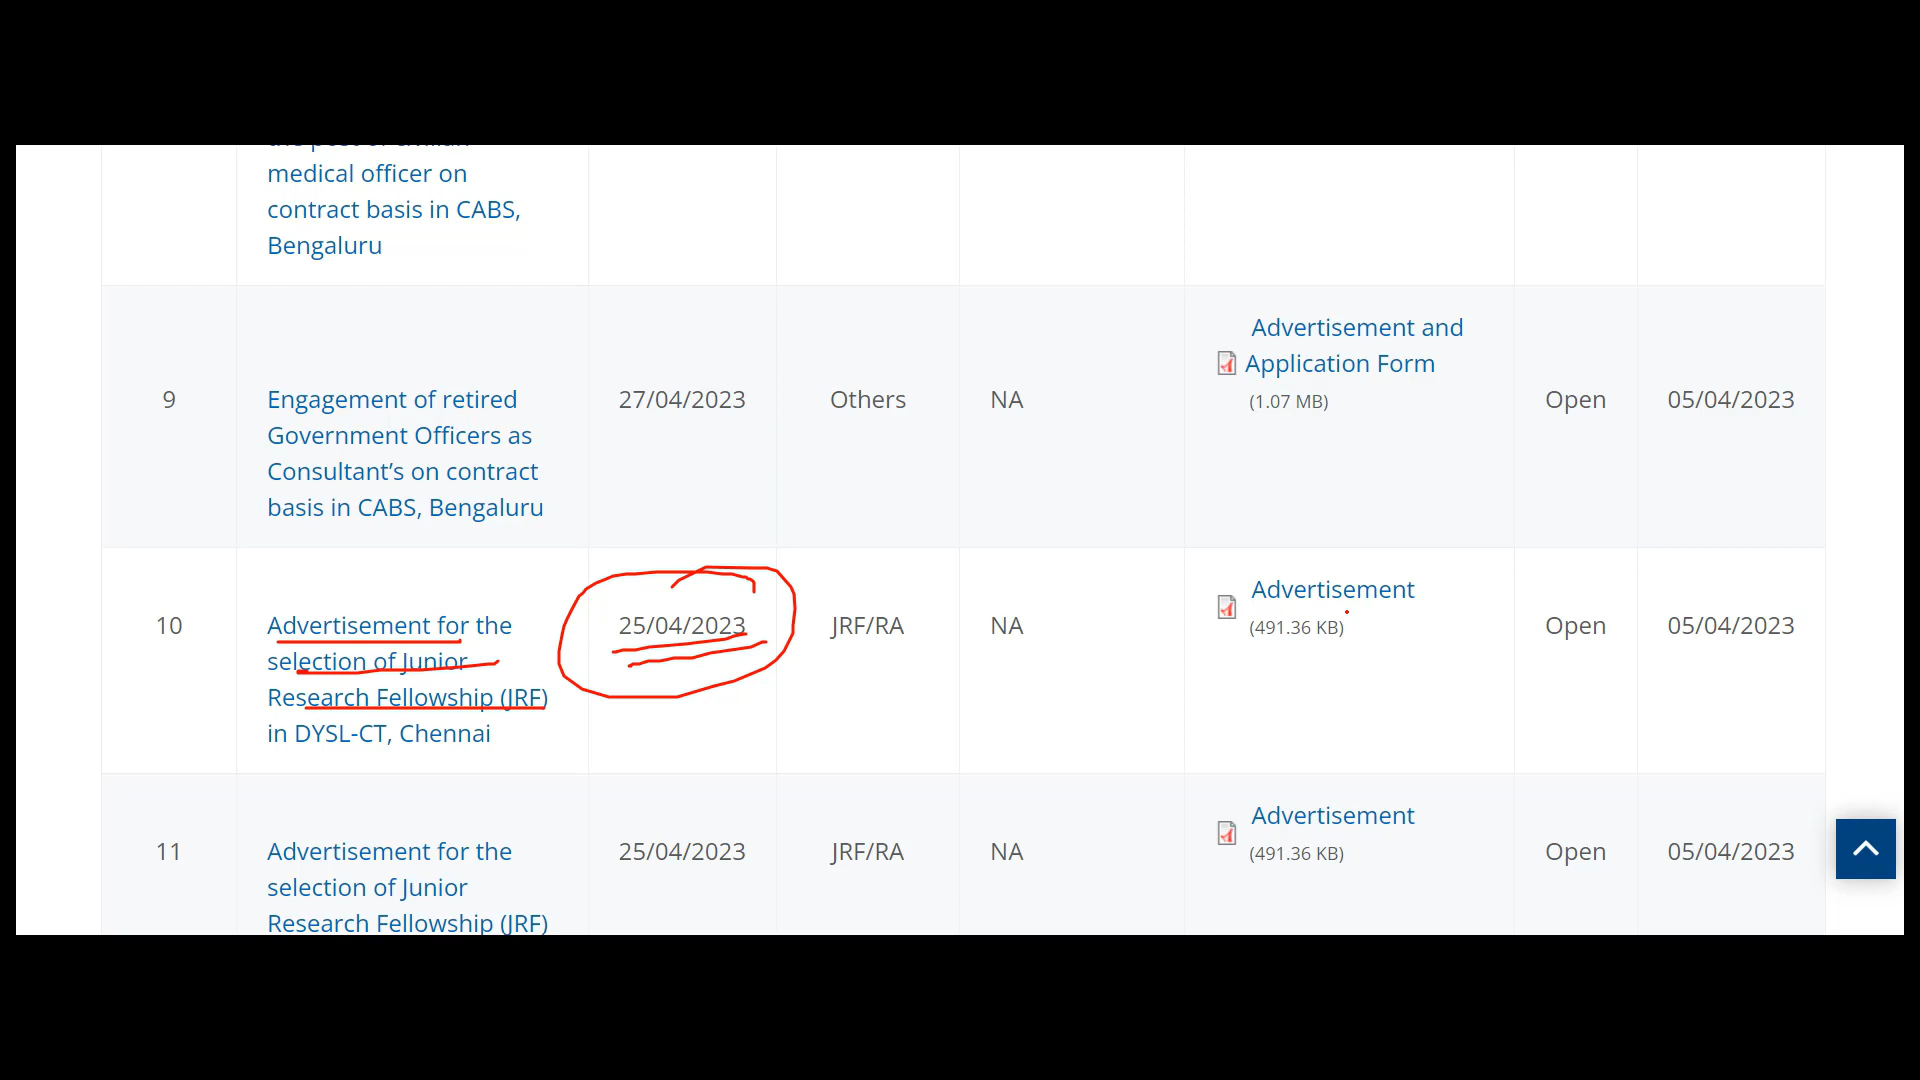 medical officer on
contract basis in CABS,
Bengaluru
9
Engagement of retired
Government Officers as
Consultant’s on contract
basis in CABS, Bengaluru
27/04/2023
Others
NA
Advertisement and
Application Form
(1.07 MB)
Open
05/04/2023
10
Advertisement for the
selection of Junior
Research Fellowship (JRF)
in DYSL-CT, Chennai
25/04/2023
JRF/RA
NA
Advertisement
(491.36 KB)
Open
05/04/2023
11
Advertisement for the
selection of Junior
Research Fellowship (JRF)
25/04/2023
JRF/RA
NA
Advertisement
(491.36 KB)
Open
05/04/2023